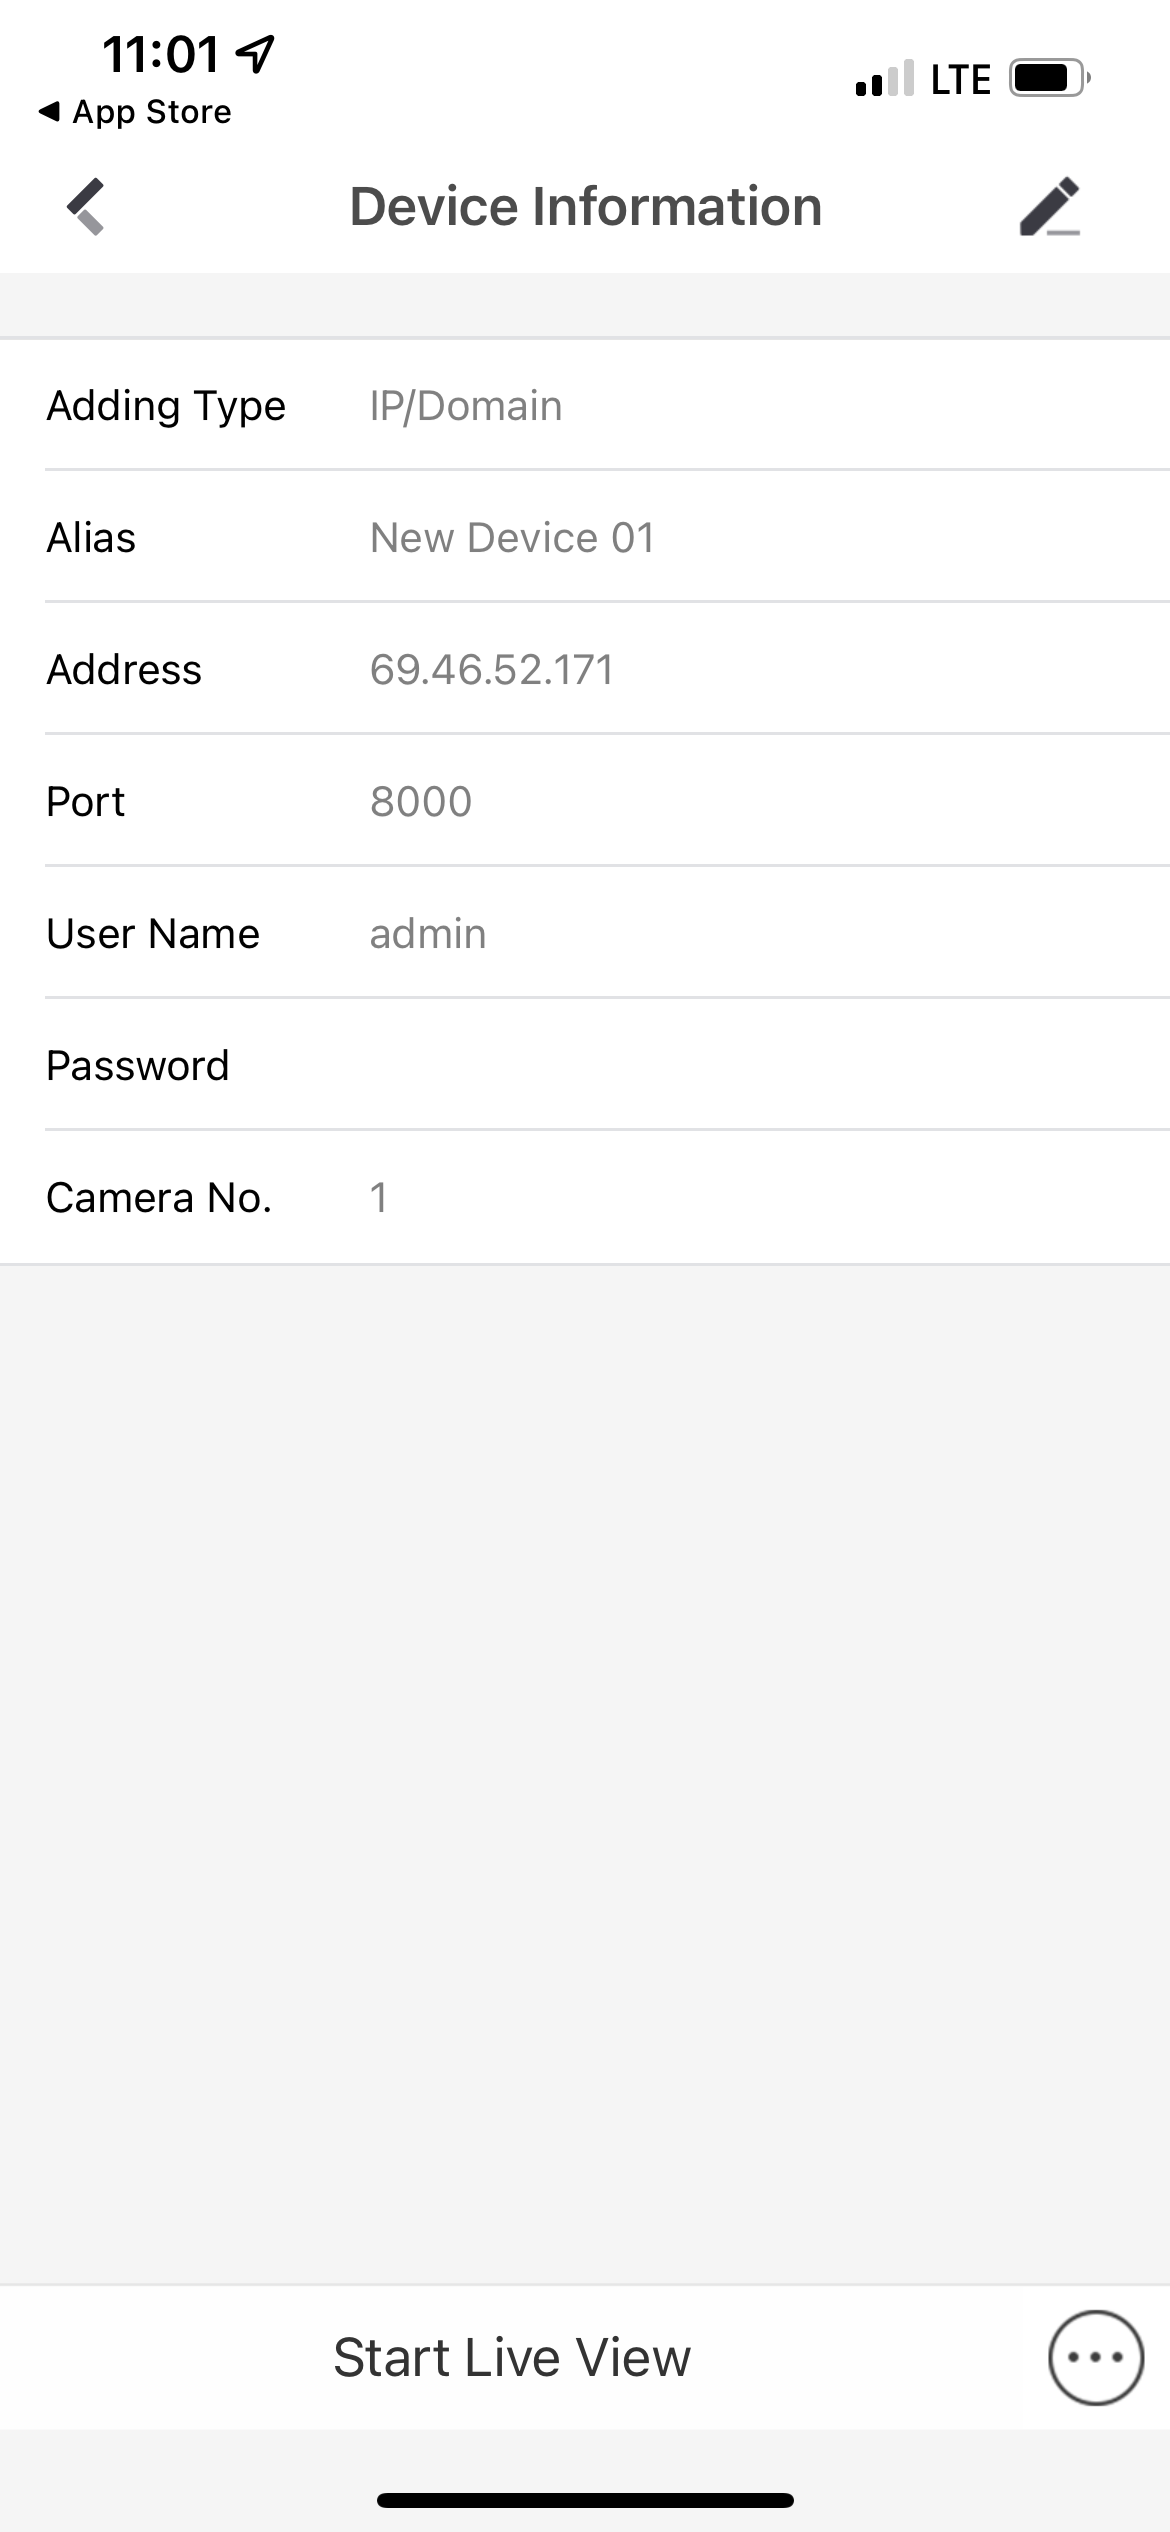 11:01
LTE
◀ App Store
Device Information
Adding Type IP/Domain
Alias New Device 01
Address 69.46.52.171
Port 8000
User Name admin
Password
Camera No. 1
Start Live View